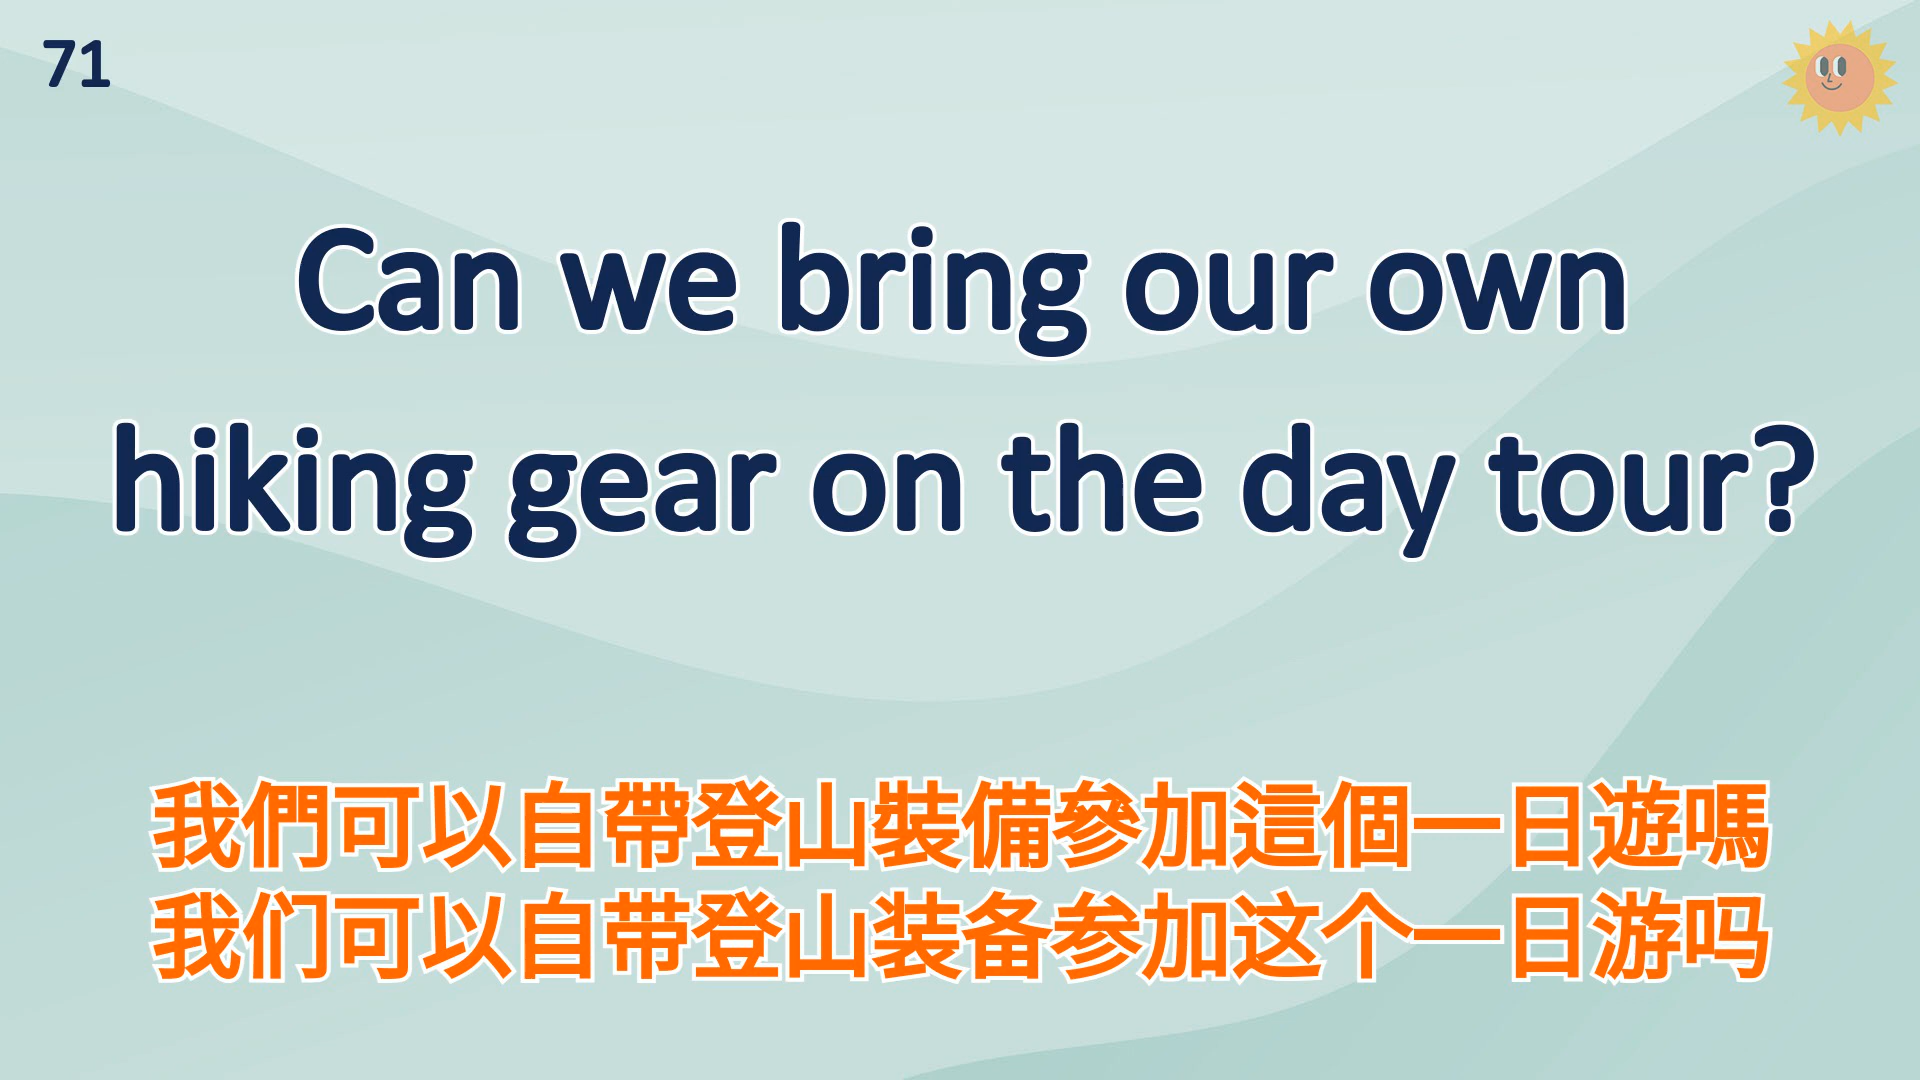 71
Can we bring our own
hiking gear on the day tour?
我們可以自帶登山裝備參加這個一日遊嗎
我们可以自带登山装备参加这个一日游吗